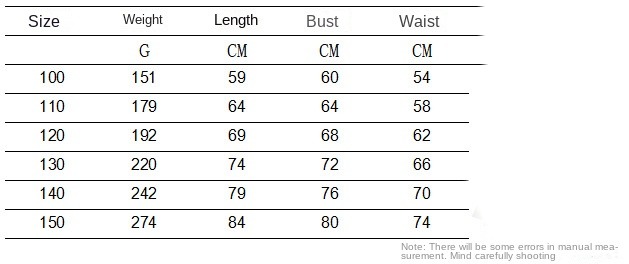 Size Weight Length Bust Waist
G CM CM CM
100 151 59 60 54
110 179 64 64 58
120 192 69 68 62
130 220 74 72 66
140 242 79 76 70
150 274 84 80 74
Note: There will be some errors in manual mea-
surement. Mind carefully shooting